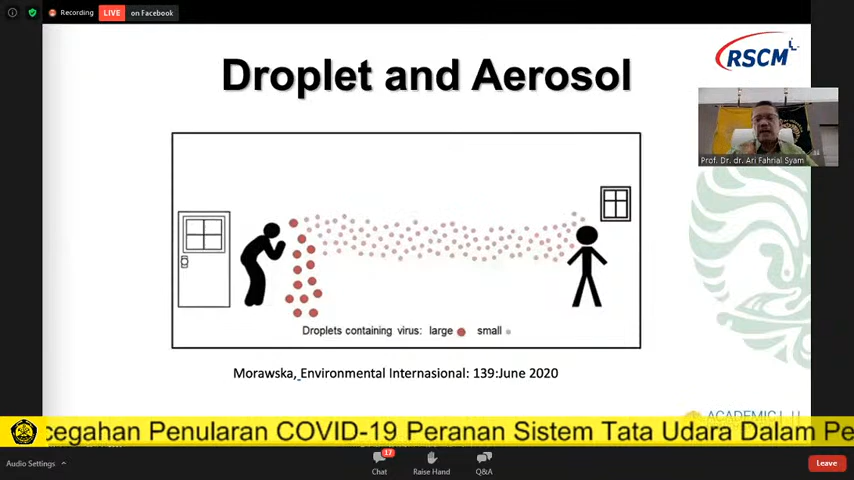 Recording
LIVE
on Facebook
Droplet and Aerosol
RSCM
Prof. Dr. dr. Ari Fahrial Syam
Droplets containing virus: large small
Morawska, Environmental Internasional: 139:June 2020
cegahan Penularan COVID-19 Peranan Sistem Tata Udara Dalam Pe
Audio Settings
17
Chat
Raise Hand
Q&A
Leave